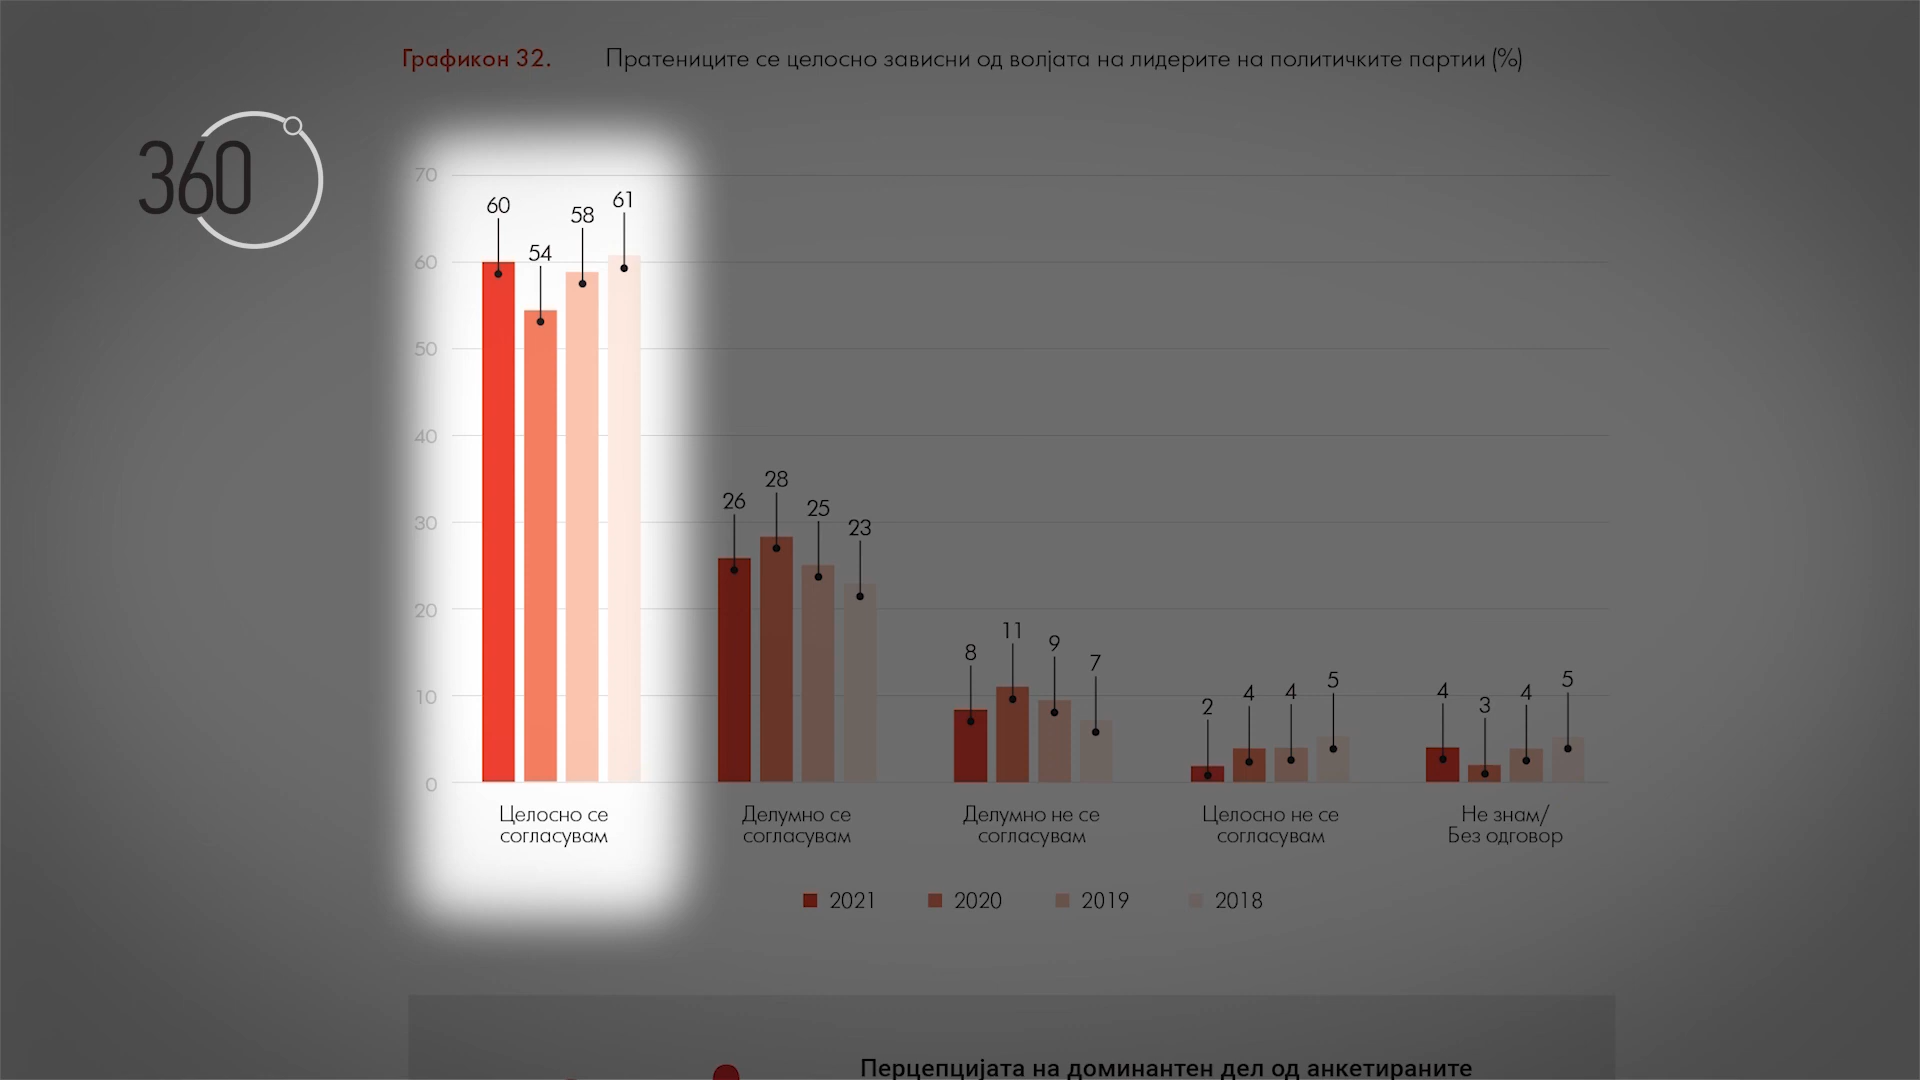 Графикон 32. Пратениците се целосно зависни од волјата на лидерите на политичките партии (%)
360
70
60
50
40
30
20
10
0
60 54 58 61
26 28 25 23
8 11 9 7
2 4 4 5
4 3 4 5
Целосно се
согласувам
Делумно се
согласувам
Делумно не се
согласувам
Целосно не се
согласувам
Не знам/
Без одговор
2021 2020 2019 2018
Перцепцијата на доминантен дел од анкетираните